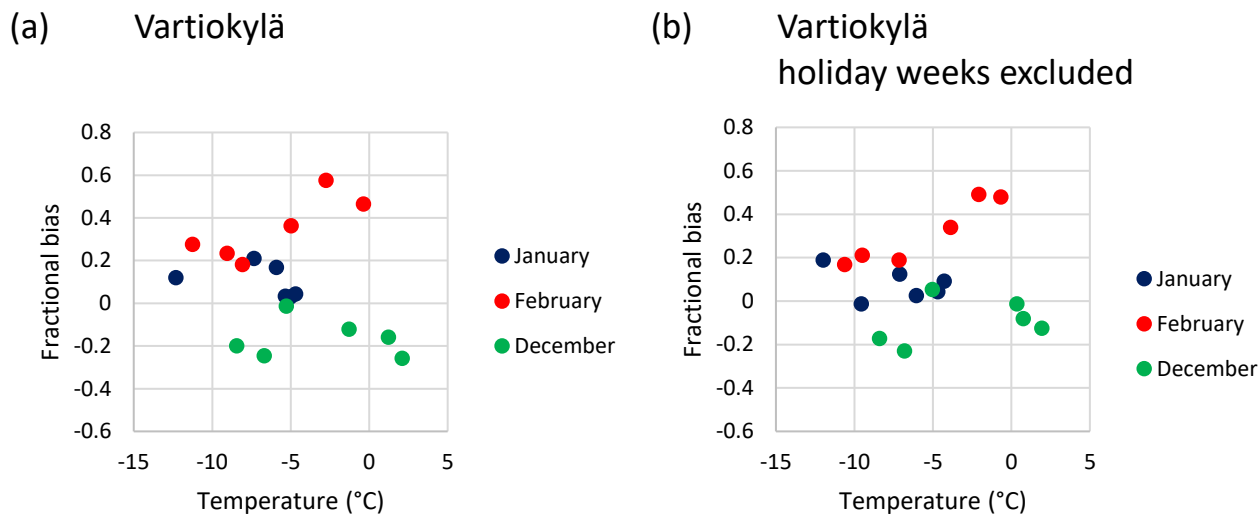 (a) Vartiokylä
0.8
0.6
0.4
0.2
0
-0.2
-0.4
-0.6
Fractional bias
-15 -10 -5 0 5
Temperature (°C)
January
February
December
(b) Vartiokylä
holiday weeks excluded
0.8
0.6
0.4
0.2
0
-0.2
-0.4
-0.6
Fractional bias
-15 -10 -5 0 5
Temperature (°C)
January
February
December